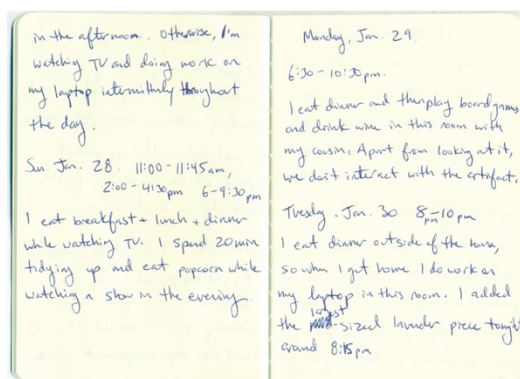 in the afternoon. Otherwise, I'm
watching TV and doing work on
my laptop intermittently throughout
the day.
Sun. Jan. 28. 11:00-11:45am,
2:00-4:30pm 6-9:30pm
I eat breakfast + lunch + dinner
while watching TV. I spend 20min
tidying up and eat popcorn while
watching a show in the evening.
Monday, Jan. 29.
6:30-10:30pm.
I eat dinner and then play boardgames
and drink wine in this room with
my cousin. Apart from looking at it,
we don't interact with the artefact.
Tuesday. Jan. 30 8pm-10pm
I eat dinner outside of the home,
so when I get home I do work on
my laptop in this room. I added
largest
the -sized lavender piece tonight
around 8:15pm